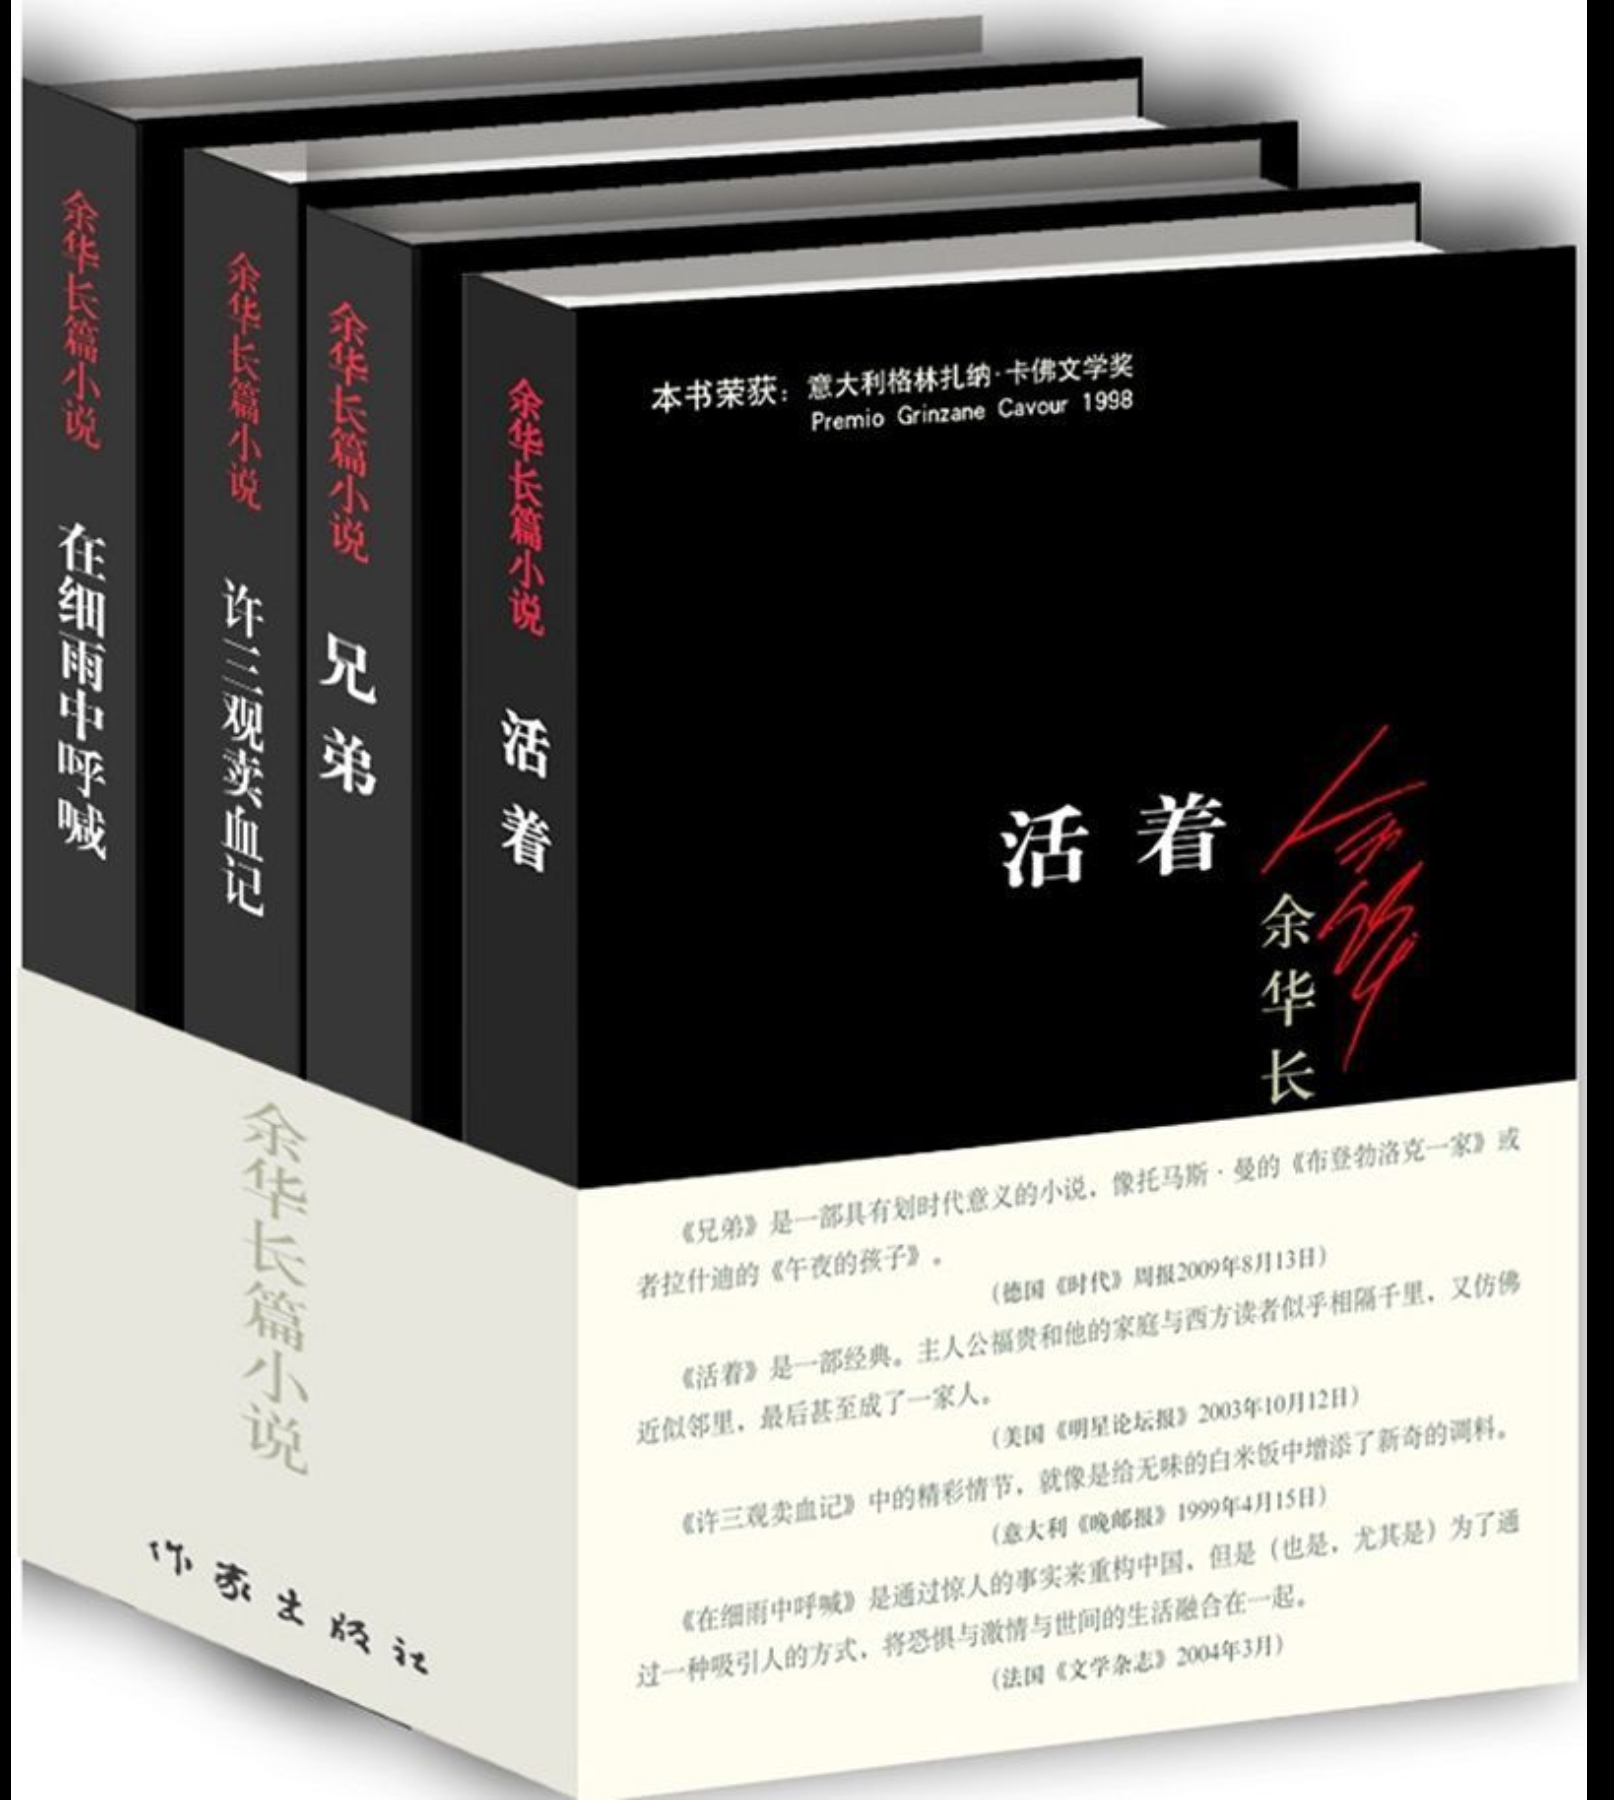 余华长篇小说
在细雨中呼喊
余华长篇小说
许三观卖血记
余华长篇小说
兄弟
余华长篇小说
活着
本书荣获：意大利格林扎纳·卡佛文学奖
Premio Grinzane Cavour 1998
活着
余华
余华长
余华长篇小说
作家出版社
《兄弟》是一部具有划时代意义的小说，像托马斯·曼的《布登勃洛克一家》或
者拉什迪的《午夜的孩子》。
（德国《时代》周报2009年8月13日）
《活着》是一部经典。主人公福贵和他的家庭与西方读者似乎相隔千里，又仿佛
近似邻里，最后甚至成了一家人。
（美国《明星论坛报》2003年10月12日）
《许三观卖血记》中的精彩情节，就像是给无味的白米饭中增添了新奇的调料。
（意大利《晚邮报》1999年4月15日）
《在细雨中呼喊》是通过惊人的事实来重构中国，但是（也是，尤其是）为了通
过一种吸引人的方式，将恐惧与激情与世间的生活融合在一起。
（法国《文学杂志》2004年3月）